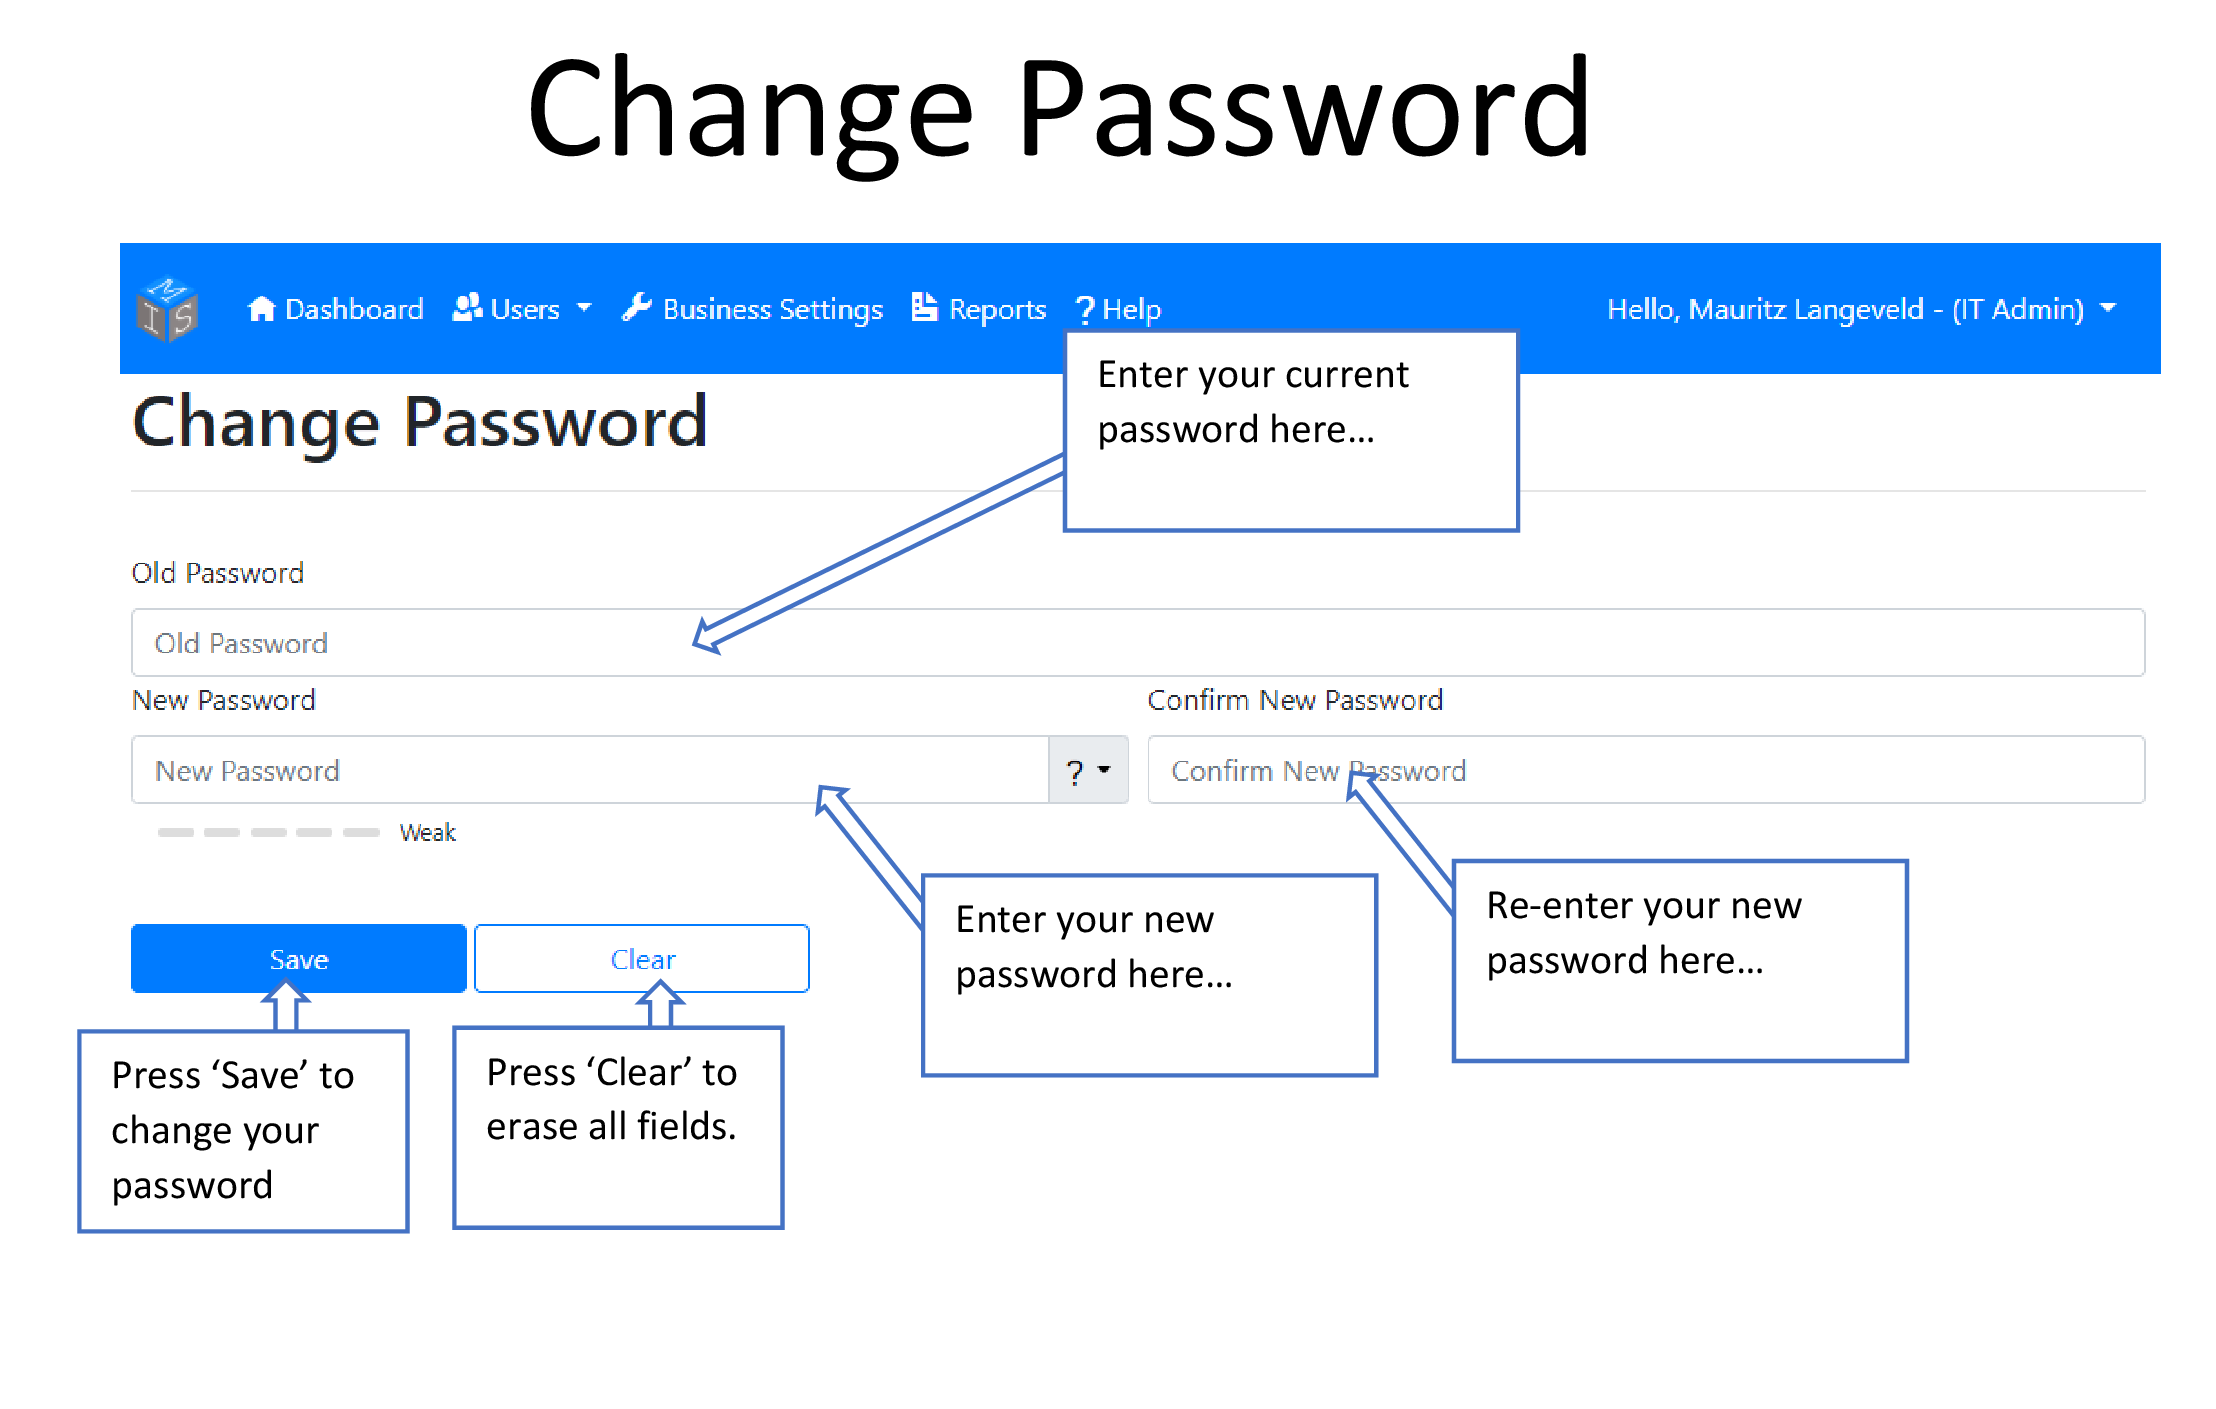 Change Password
MIS
Dashboard Users Business Settings Reports ? Help Hello, Mauritz Langeveld - (IT Admin)
Enter your current
password here...
Change Password
Old Password
Old Password
New Password Confirm New Password
New Password ? Confirm New Password
Weak
Enter your new
password here...
Re-enter your new
password here...
Save Clear
Press ‘Save’ to
change your
password
Press ‘Clear’ to
erase all fields.